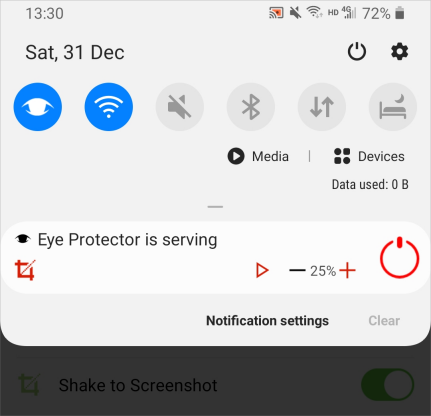 13:30 HD 4G 72%
Sat, 31 Dec
Media | Devices
Data used: 0 B
Eye Protector is serving
25%
Notification settings Clear
Shake to Screenshot